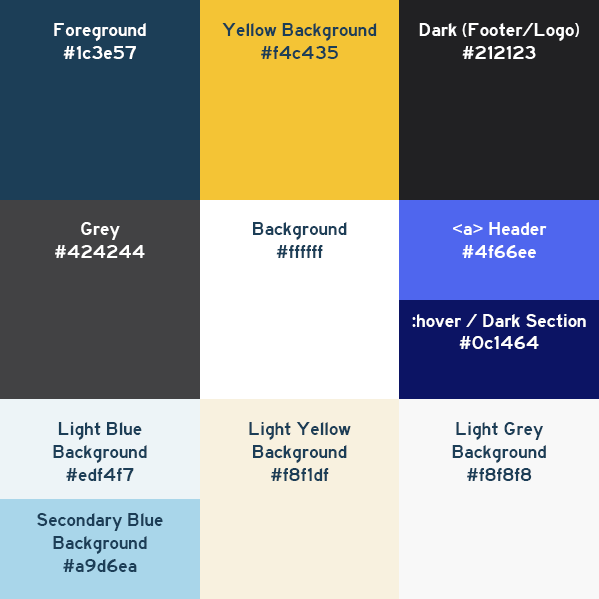 Foreground
#1c3e57
Yellow Background
#f4c435
Dark (Footer/Logo)
#212123
Grey
#424244
Background
#ffffff
<a> Header
#4f66ee
:hover / Dark Section
#0c1464
Light Blue
Background
#edf4f7
Secondary Blue
Background
#a9d6ea
Light Yellow
Background
#f8f1df
Light Grey
Background
#f8f8f8